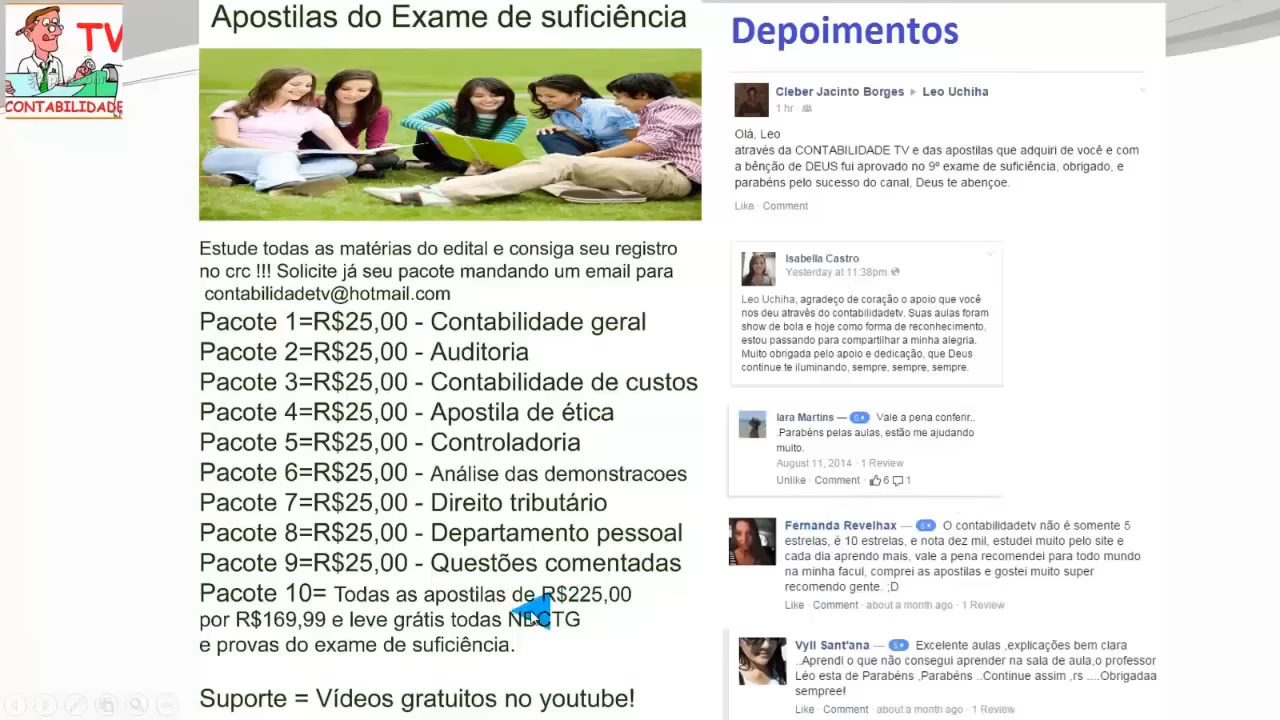 TV
CONTABILIDADE
Apostilas do Exame de suficiência
Estude todas as matérias do edital e consiga seu registro
no crc !!! Solicite já seu pacote mandando um email para
contabilidadetv@hotmail.com
Pacote 1=R$25,00 - Contabilidade geral
Pacote 2=R$25,00 - Auditoria
Pacote 3=R$25,00 - Contabilidade de custos
Pacote 4=R$25,00 - Apostila de ética
Pacote 5=R$25,00 - Controladoria
Pacote 6=R$25,00 - Análise das demonstracoes
Pacote 7=R$25,00 - Direito tributário
Pacote 8=R$25,00 - Departamento pessoal
Pacote 9=R$25,00 - Questões comentadas
Pacote 10= Todas as apostilas de R$225,00
por R$169,99 e leve grátis todas
e provas do exame de suficiência.
Suporte = Vídeos gratuitos no youtube!
Depoimentos
Cleber Jacinto Borges Leo Uchiha
1 hr
Olá, Leo
através da CONTABILIDADE TV e das apostilas que adquiri de você e com
a bênção de DEUS fui aprovado no 9º exame de suficiência, obrigado, e
parabéns pelo sucesso do canal, Deus te abençoe.
Like · Comment
Isabella Castro
Yesterday at 11:38pm
Leo Uchiha, agradeço de coração o apoio que você
nos deu através do contabilidadetv. Suas aulas foram
show de bola e hoje como forma de reconhecimento,
estou passando para compartilhar a minha alegria.
Muito obrigada pelo apoio e dedicação, que Deus
continue te iluminando, sempre, sempre, sempre.
Iara Martins — 5★ Vale a pena conferir..
.Parabéns pelas aulas, estão me ajudando
muito.
August 11, 2014 · 1 Review
Unlike · Comment · 6 1
Fernanda Revelhax — 5★ O contabilidadetv não é somente 5
estrelas, é 10 estrelas, e nota dez mil, estudei muito pelo site e
cada dia aprendo mais, vale a pena recomendei para todo mundo
na minha facul, comprei as apostilas e gostei muito super
recomendo gente. ;D
Like · Comment · about a month ago · 1 Review
Vyll Sant'ana — 5★ Excelente aulas ,explicações bem clara
..Aprendi o que não consegui aprender na sala de aula,o professor
Léo esta de Parabéns ,Parabéns ..Continue assim ,rs ....Obrigadaa
sempree!
Like · Comment · about a month ago · 1 Review